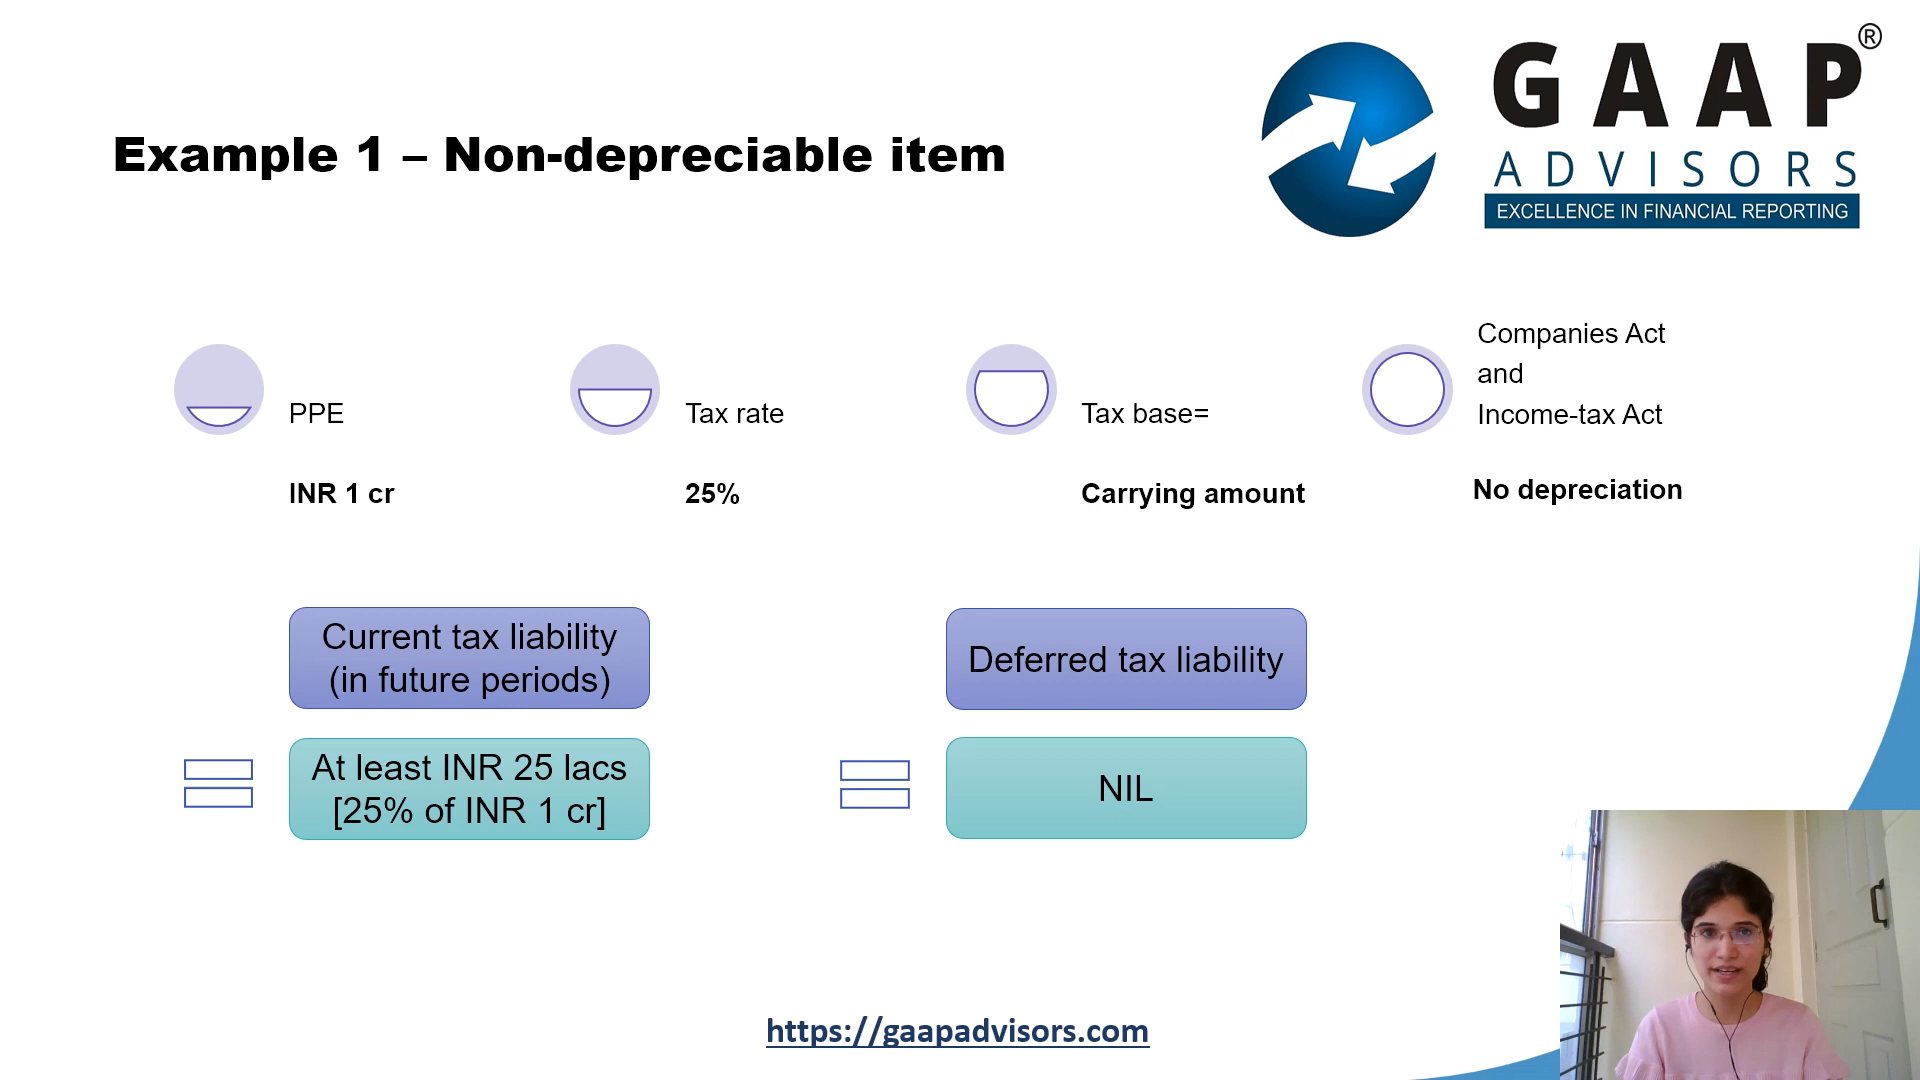 GAAP®
ADVISORS
EXCELLENCE IN FINANCIAL REPORTING
Example 1 – Non-depreciable item
PPE
INR 1 cr
Tax rate
25%
Tax base=
Carrying amount
Companies Act
and
Income-tax Act
No depreciation
Current tax liability
(in future periods)
At least INR 25 lacs
[25% of INR 1 cr]
Deferred tax liability
NIL
https://gaapadvisors.com